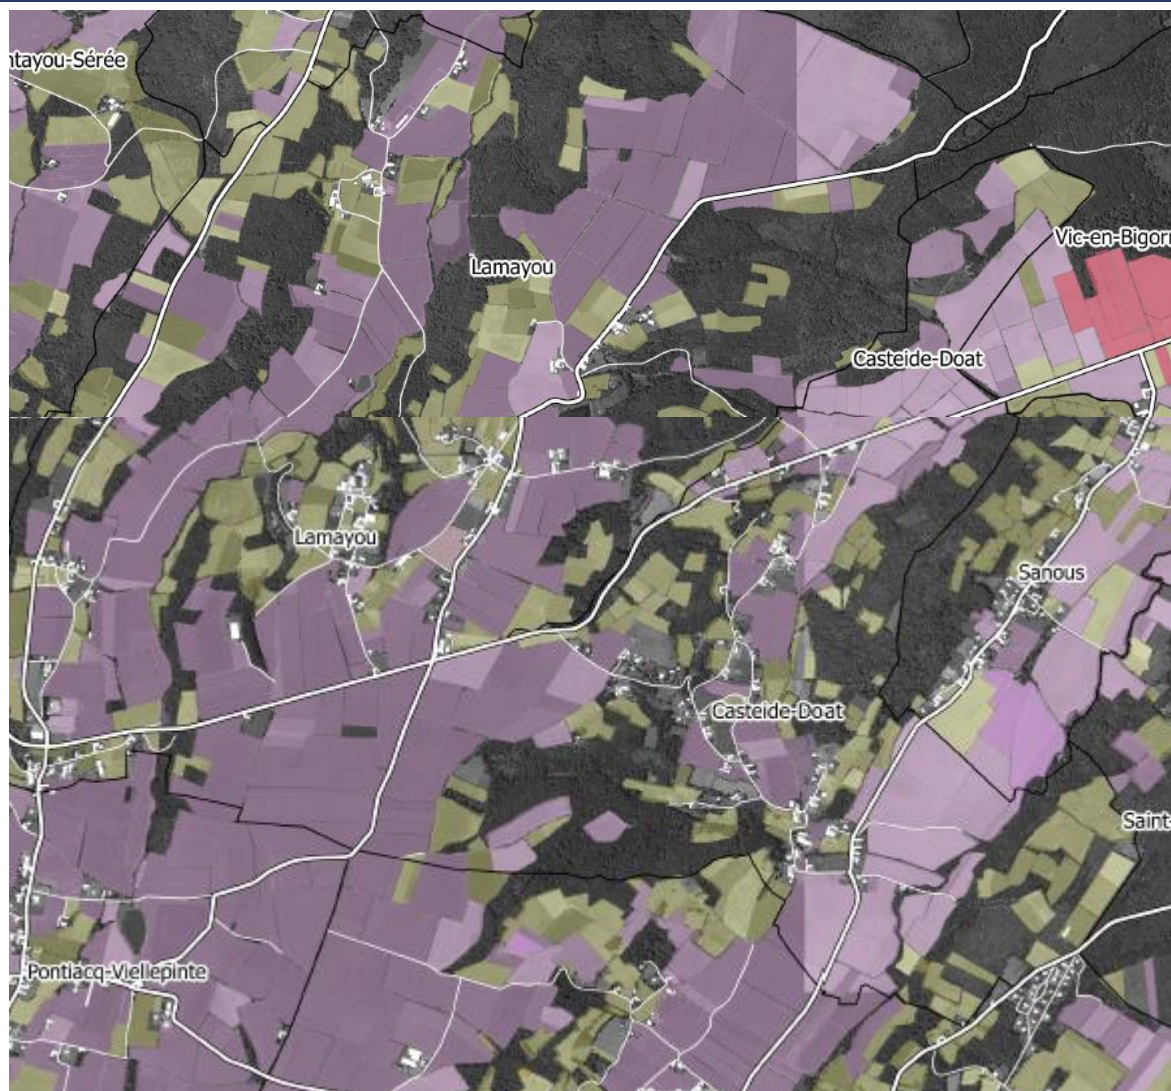 ntayou-Sérée
Vic-en-Bigorr
Lamayou
Casteide-Doat
Lamayou
Sanous
Casteide-Doat
Saint-
Pontiacq-Viellepinte